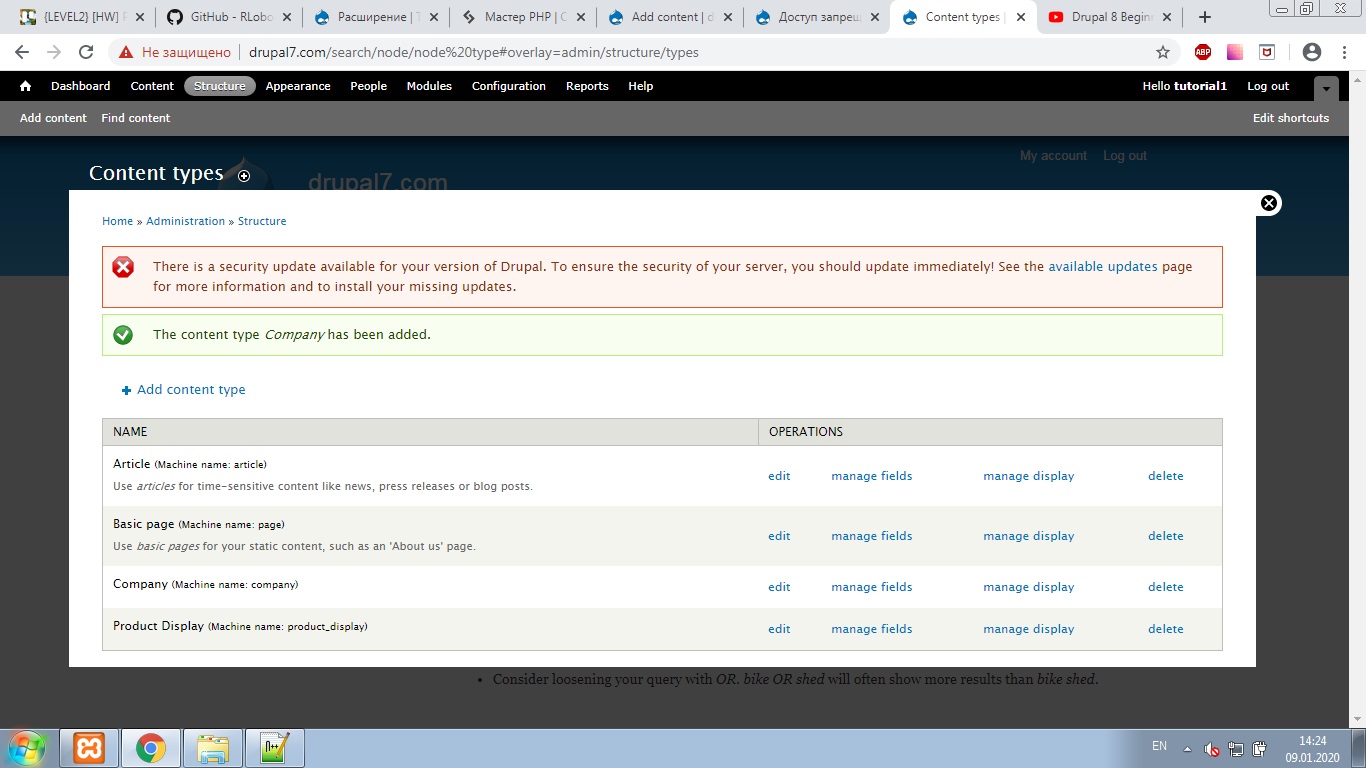 {LEVEL2} [HW] F
GitHub - RLobo
Расширение | T
Мастер PHP | C
Add content | d
Доступ запрещ
Content types |
Drupal 8 Beginn
Не защищено
drupal7.com/search/node/node%20type#overlay=admin/structure/types
ABP
Dashboard Content Structure Appearance People Modules Configuration Reports Help
Hello tutorial1 Log out
Add content Find content
Edit shortcuts
My account Log out
Content types
drupal7.com
Home » Administration » Structure
There is a security update available for your version of Drupal. To ensure the security of your server, you should update immediately! See the available updates page
for more information and to install your missing updates.
The content type Company has been added.
Add content type
NAME OPERATIONS
Article (Machine name: article)
Use articles for time-sensitive content like news, press releases or blog posts.
edit manage fields manage display delete
Basic page (Machine name: page)
Use basic pages for your static content, such as an 'About us' page.
edit manage fields manage display delete
Company (Machine name: company)
edit manage fields manage display delete
Product Display (Machine name: product_display)
edit manage fields manage display delete
Consider loosening your query with OR. bike OR shed will often show more results than bike shed.
EN
14:24
09.01.2020